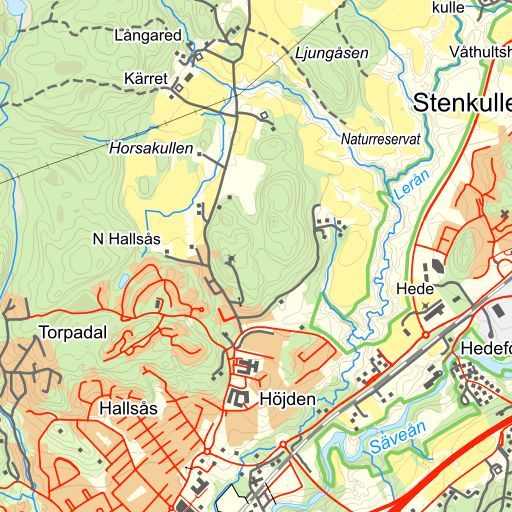 kulle
Långared
Ljungåsen
Våthultsh
Kärret
Stenkulle
Naturreservat
Horsakullen
Lerån
N Hallsås
Hede
Torpadal
Hedefo
Hallsås
Höjden
Säveån